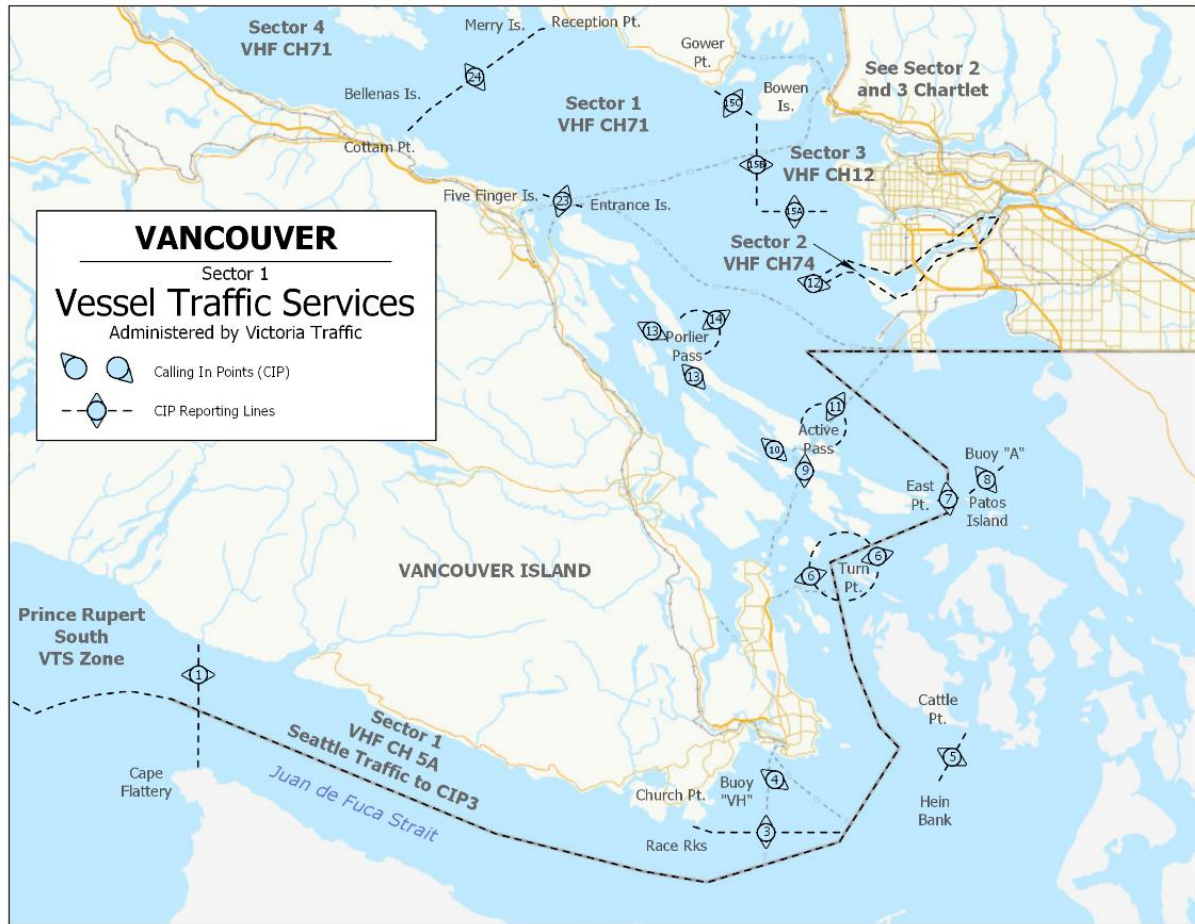 Sector 4
VHF CH71
Merry Is.
Reception Pt.
24
Bellenas Is.
Cottam Pt.
Gower
Pt.
15C
Bowen
Is.
See Sector 2
and 3 Chartlet
Sector 1
VHF CH71
15B
Sector 3
VHF CH12
15A
Five Finger Is.
23
Entrance Is.
VANCOUVER
Sector 1
Vessel Traffic Services
Administered by Victoria Traffic
Calling In Points (CIP)
CIP Reporting Lines
Sector 2
VHF CH74
12
13
14
Porlier
Pass
13
11
Active
Pass
10
9
East
Pt.
7
Buoy "A"
8
Patos
Island
6
Turn
Pt.
6
VANCOUVER ISLAND
Prince Rupert
South
VTS Zone
1
Cape
Flattery
Sector 1
VHF CH 5A
Seattle Traffic to CIP3
Juan de Fuca Strait
Church Pt.
Buoy
"VH"
4
Race Rks
3
Cattle
Pt.
5
Hein
Bank